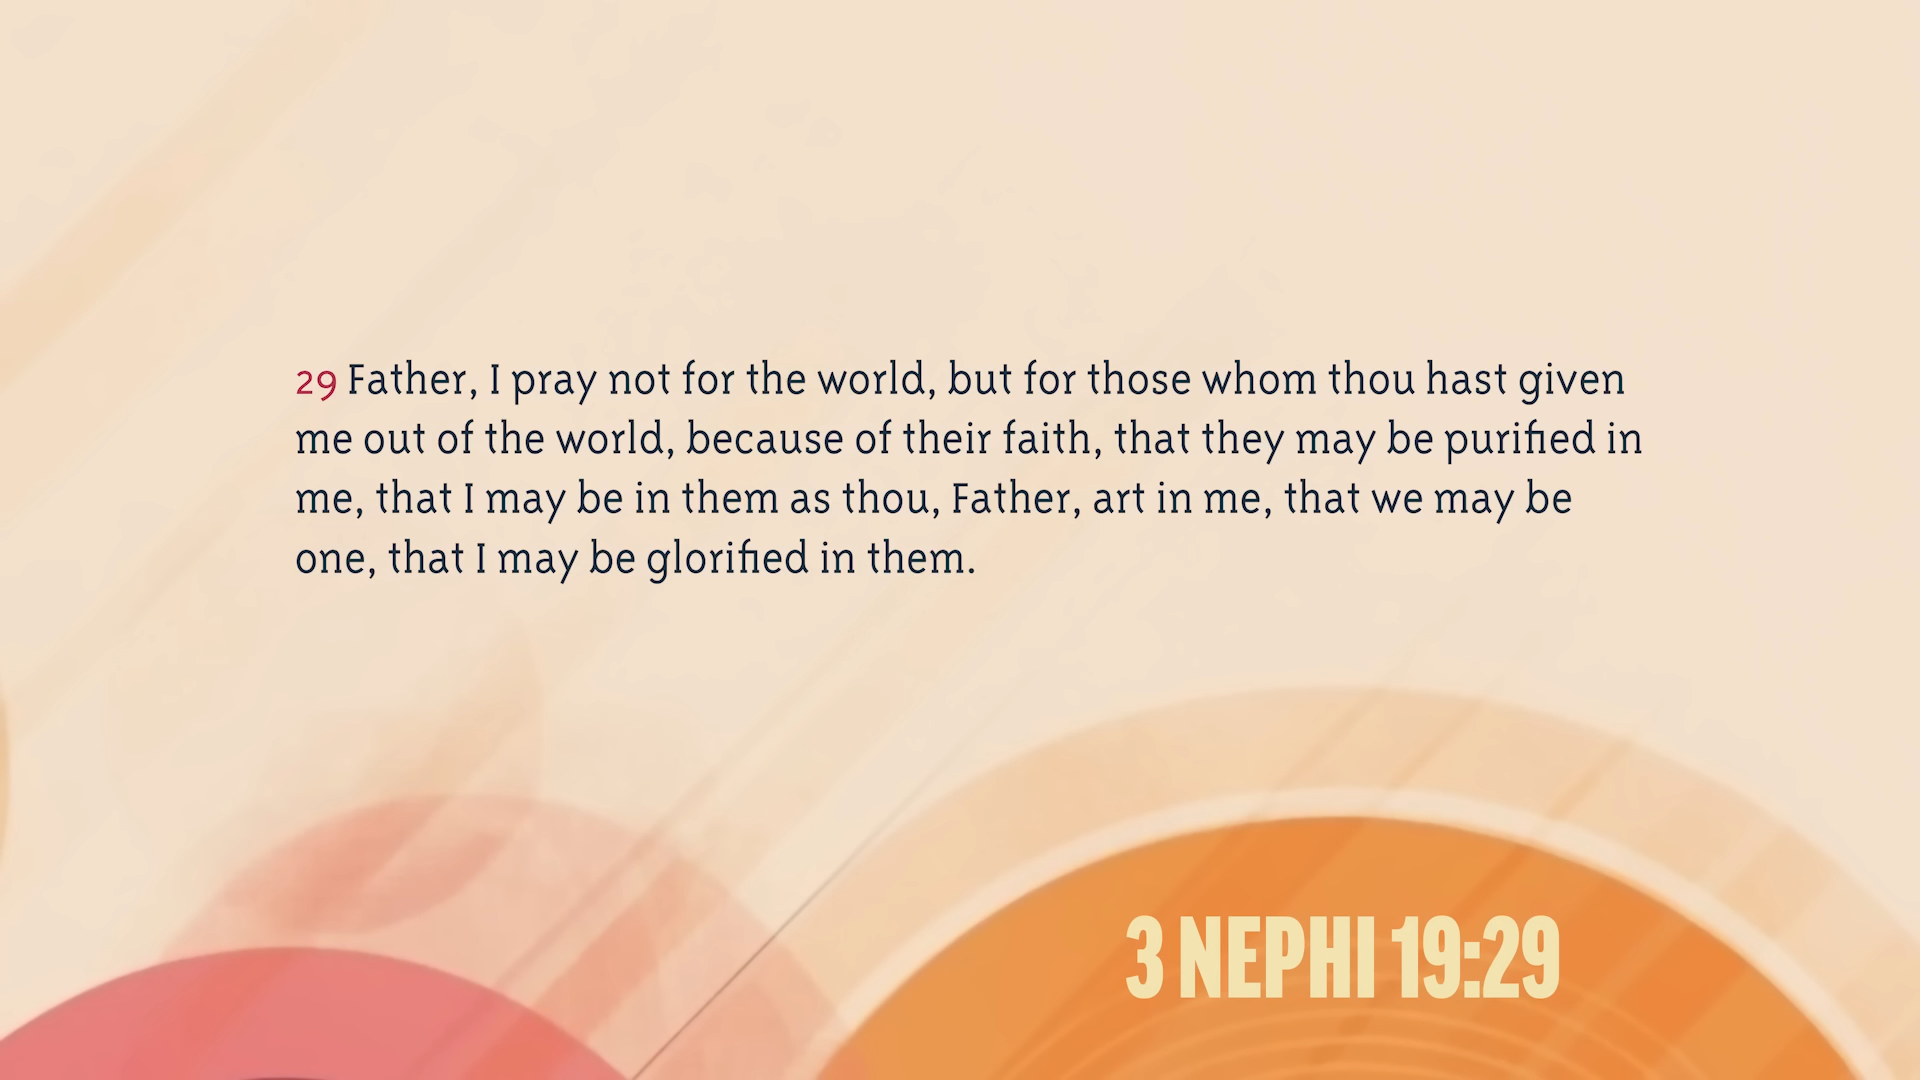 29 Father, I pray not for the world, but for those whom thou hast given
me out of the world, because of their faith, that they may be purified in
me, that I may be in them as thou, Father, art in me, that we may be
one, that I may be glorified in them.
3 NEPHI 19:29